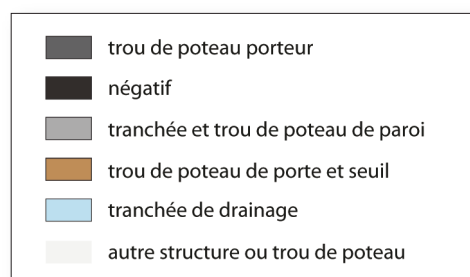 trou de poteau porteur
négatif
tranchée et trou de poteau de paroi
trou de poteau de porte et seuil
tranchée de drainage
autre structure ou trou de poteau